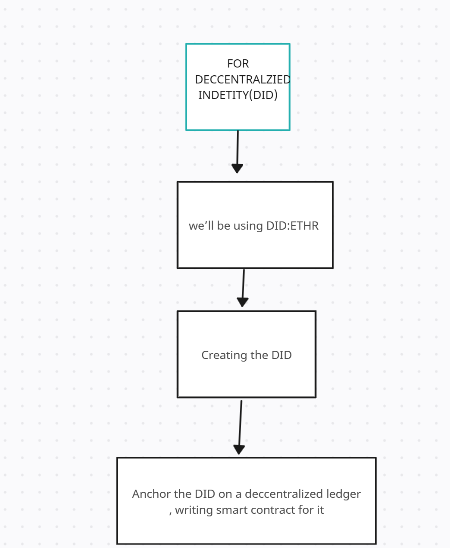 FOR
DECCENTRALZIED
INDETITY(DID)
we'll be using DID:ETHR
Creating the DID
Anchor the DID on a deccentralized ledger
, writing smart contract for it